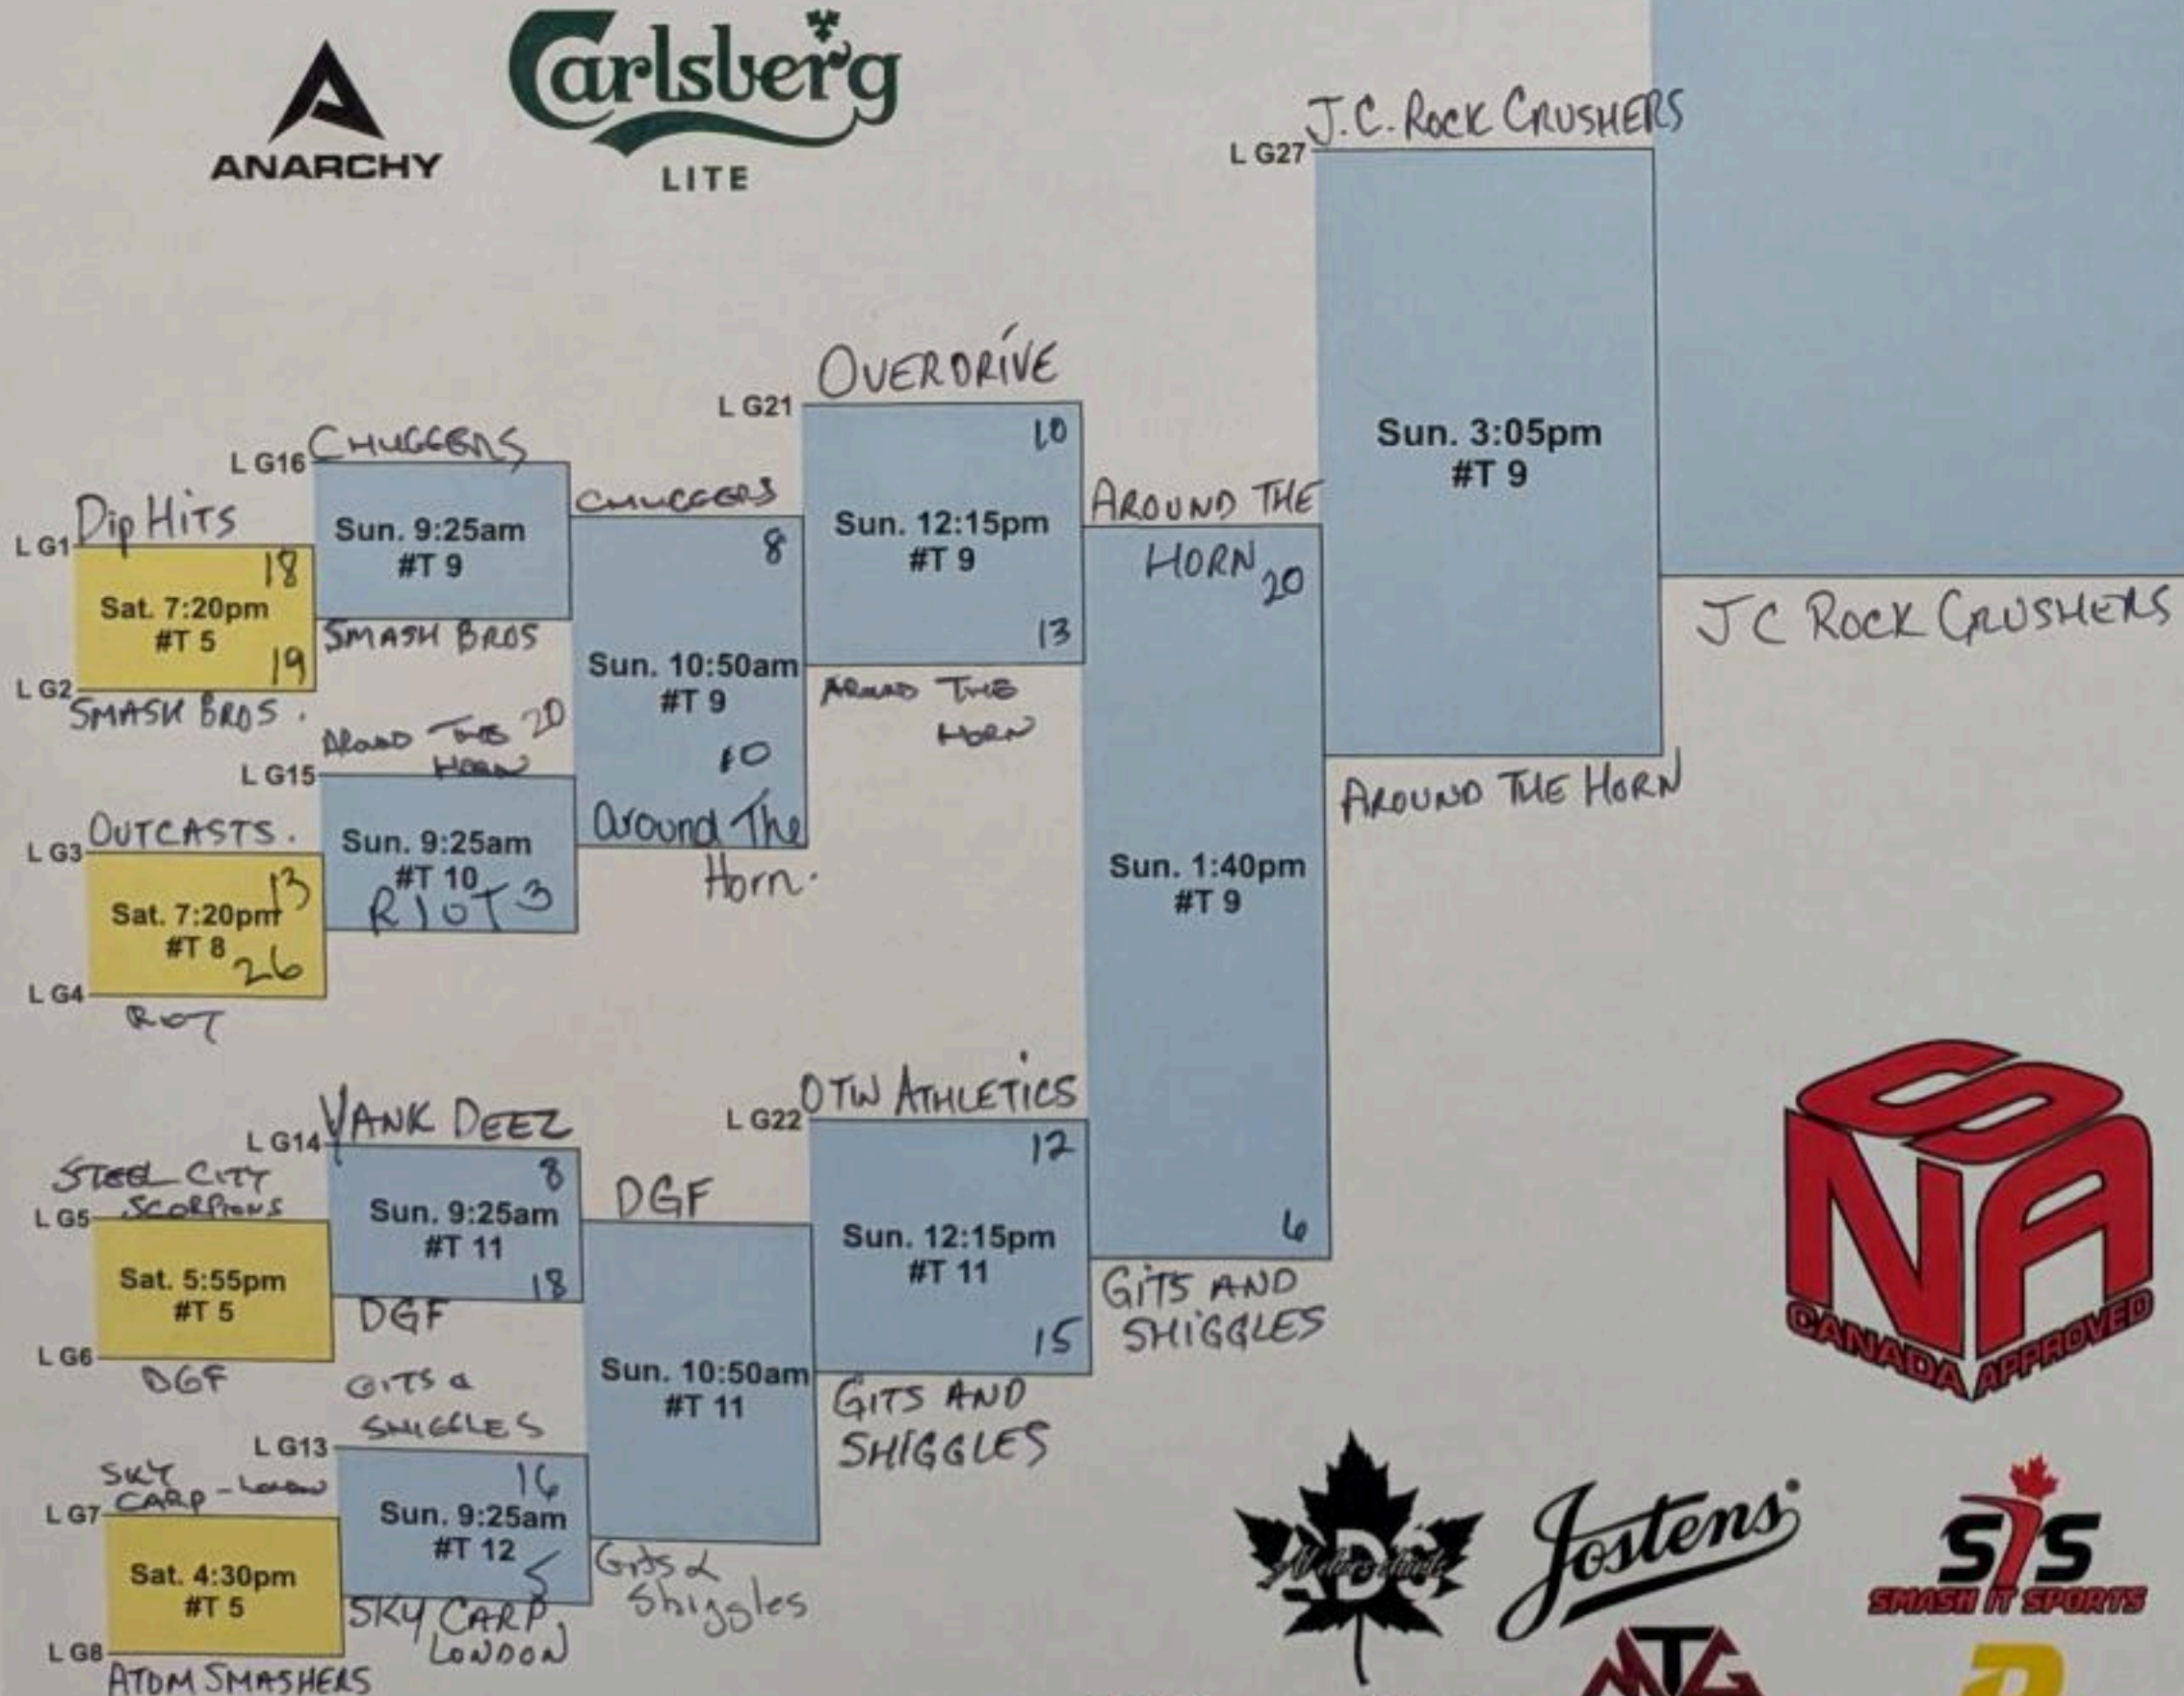 Carlsberg
LITE
ANARCHY
J.C. ROCK CRUSHERS
L G27
Sun. 3:05pm
#T 9
JC ROCK CRUSHERS
AROUND THE HORN
OVERDRIVE
L G21
10
Sun. 12:15pm
#T 9
13
AROUND THE
HORN
AROUND THE
HORN 20
Sun. 1:40pm
#T 9
6
GITS AND
SHIGGLES
CHUGGERS
L G16
Sun. 9:25am
#T 9
SMASH BROS
CHUGGERS
8
Sun. 10:50am
#T 9
10
Around The
Horn.
Dip HITS
L G1
18
Sat. 7:20pm
#T 5
19
L G2
SMASH BROS.
AROUND THE 20
HORN
L G15
Sun. 9:25am
#T 10
RIOT 3
OUTCASTS.
L G3
13
Sat. 7:20pm
#T 8
26
L G4
RIOT
OTW ATHLETICS
L G22
12
Sun. 12:15pm
#T 11
15
GITS AND
SHIGGLES
YANK DEEZ
L G14
8
Sun. 9:25am
#T 11
18
DGF
DGF
Sun. 10:50am
#T 11
Gits &
Shiggles
STEEL CITY
SCORPIONS
L G5
Sat. 5:55pm
#T 5
L G6
DGF
GITS &
SHIGGLES
L G13
16
Sun. 9:25am
#T 12
5
SKY CARP.
LONDON
SKY
CARP - London
L G7
Sat. 4:30pm
#T 5
L G8
ATOM SMASHERS
SNA
CANADA APPROVED
ADS
Jostens
SIS
SMASH IT SPORTS
MTG